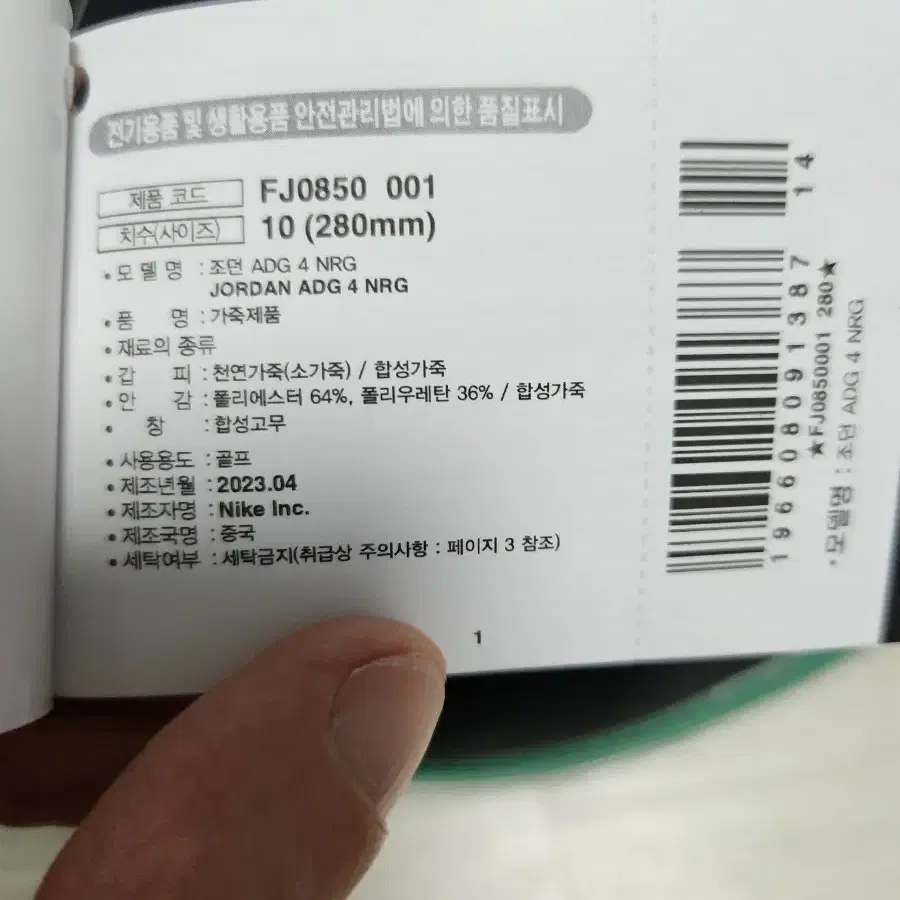 전기용품 및 생활용품 안전관리법에 의한 품질표시
제품 코드 FJ0850 001
치수(사이즈) 10 (280mm)
• 모 델 명 : 조던 ADG 4 NRG
JORDAN ADG 4 NRG
• 품 명 : 가죽제품
• 재료의 종류
• 갑 피 : 천연가죽(소가죽) / 합성가죽
• 안 감 : 폴리에스터 64%, 폴리우레탄 36% / 합성가죽
• 창 : 합성고무
• 사용용도 : 골프
• 제조년월 : 2023.04
• 제조자명 : Nike Inc.
• 제조국명 : 중국
• 세탁여부 : 세탁금지(취급상 주의사항 : 페이지 3 참조)
1
14
196608091387
★FJ0850001 280★
*모델명 : 조던 ADG 4 NRG